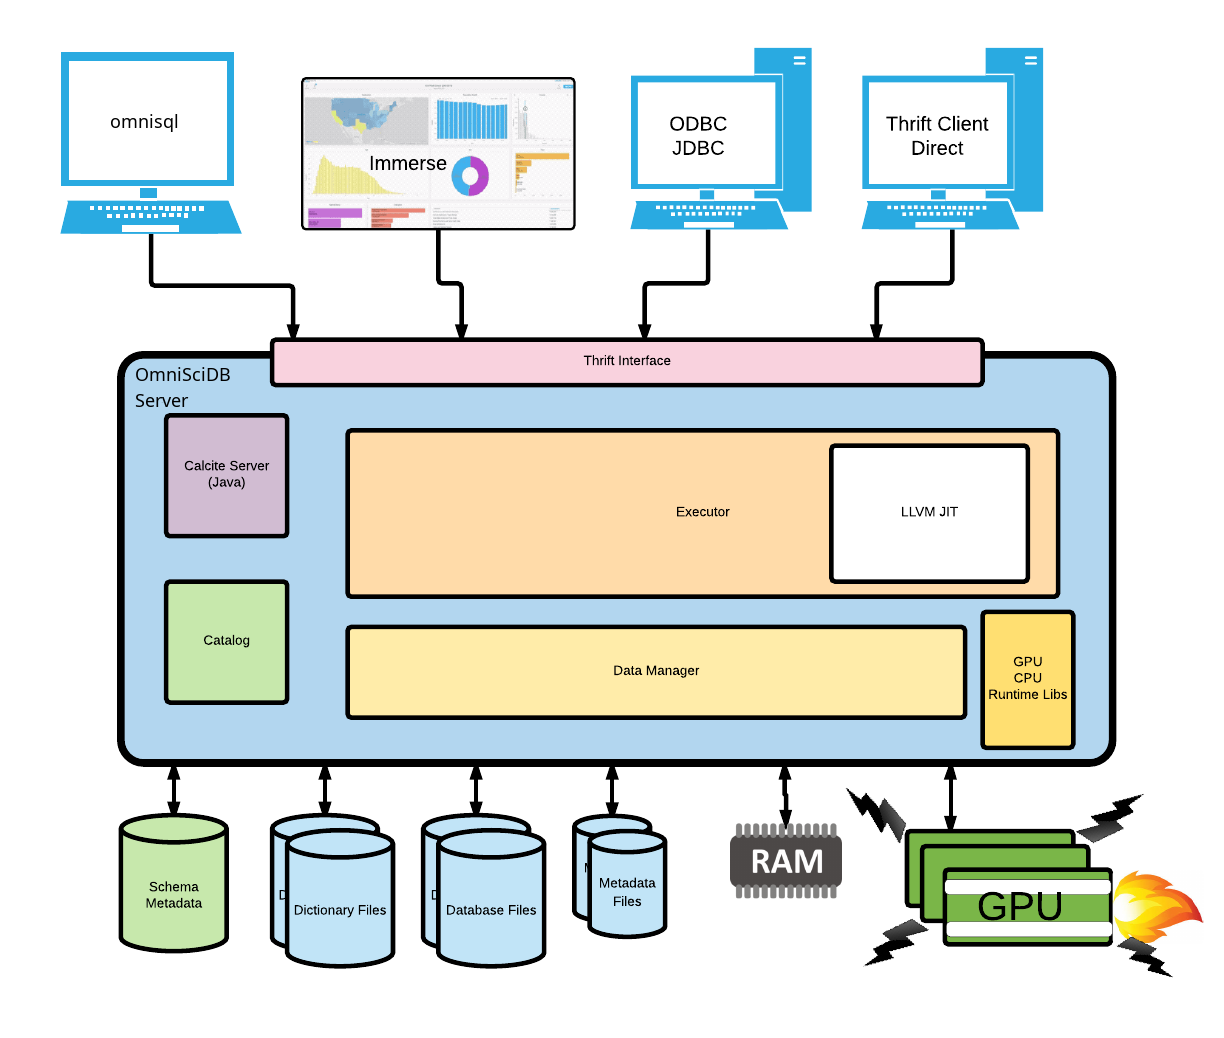 omnisql
Immerse
ODBC
JDBC
Thrift Client
Direct
Thrift Interface
OmniSciDB
Server
Calcite Server
(Java)
Executor
LLVM JIT
Catalog
Data Manager
GPU
CPU
Runtime Libs
Schema
Metadata
D
Dictionary Files
D
Database Files
M
Metadata
Files
RAM
GPU